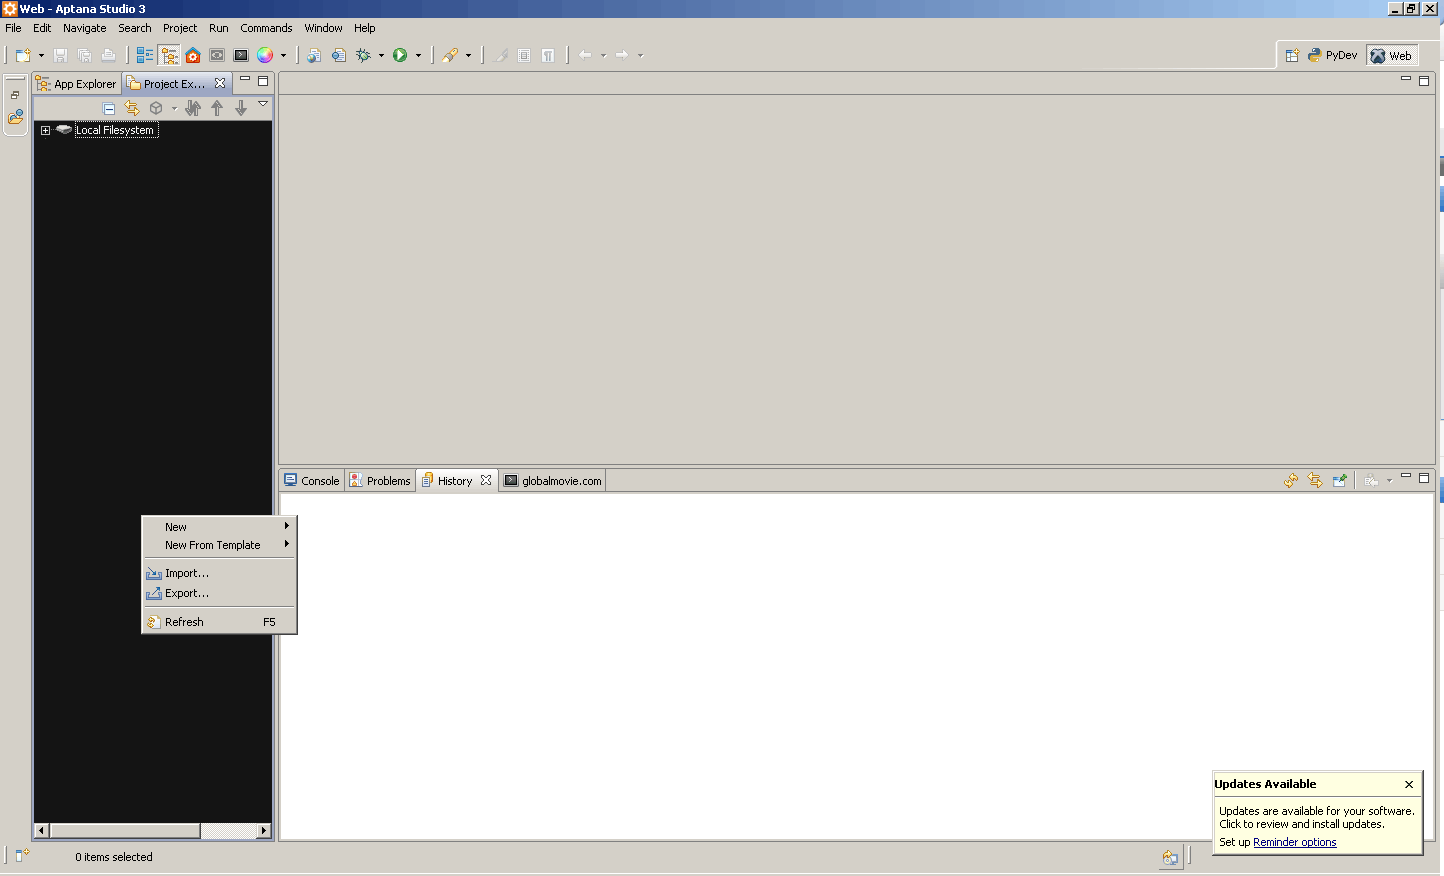 Web - Aptana Studio 3
File Edit Navigate Search Project Run Commands Window Help
PyDev Web
App Explorer Project Ex...
Local Filesystem
Console Problems History globalmovie.com
New
New From Template
Import...
Export...
Refresh F5
Updates Available
Updates are available for your software.
Click to review and install updates.
Set up Reminder options
0 items selected